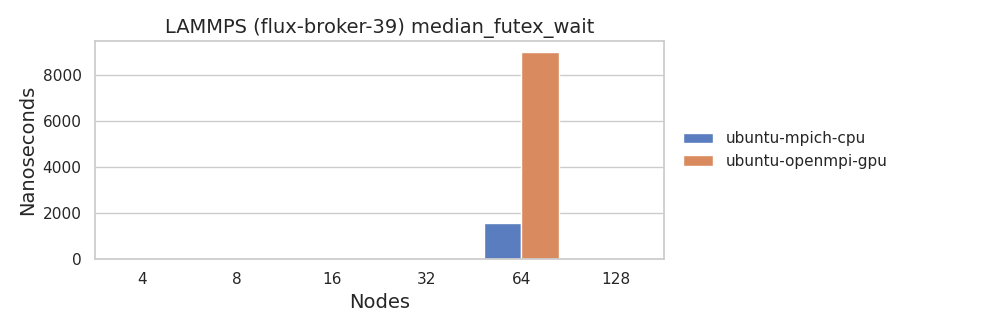 LAMMPS (flux-broker-39) median_futex_wait
Nanoseconds
8000
6000
4000
2000
0
4 8 16 32 64 128
Nodes
ubuntu-mpich-cpu
ubuntu-openmpi-gpu